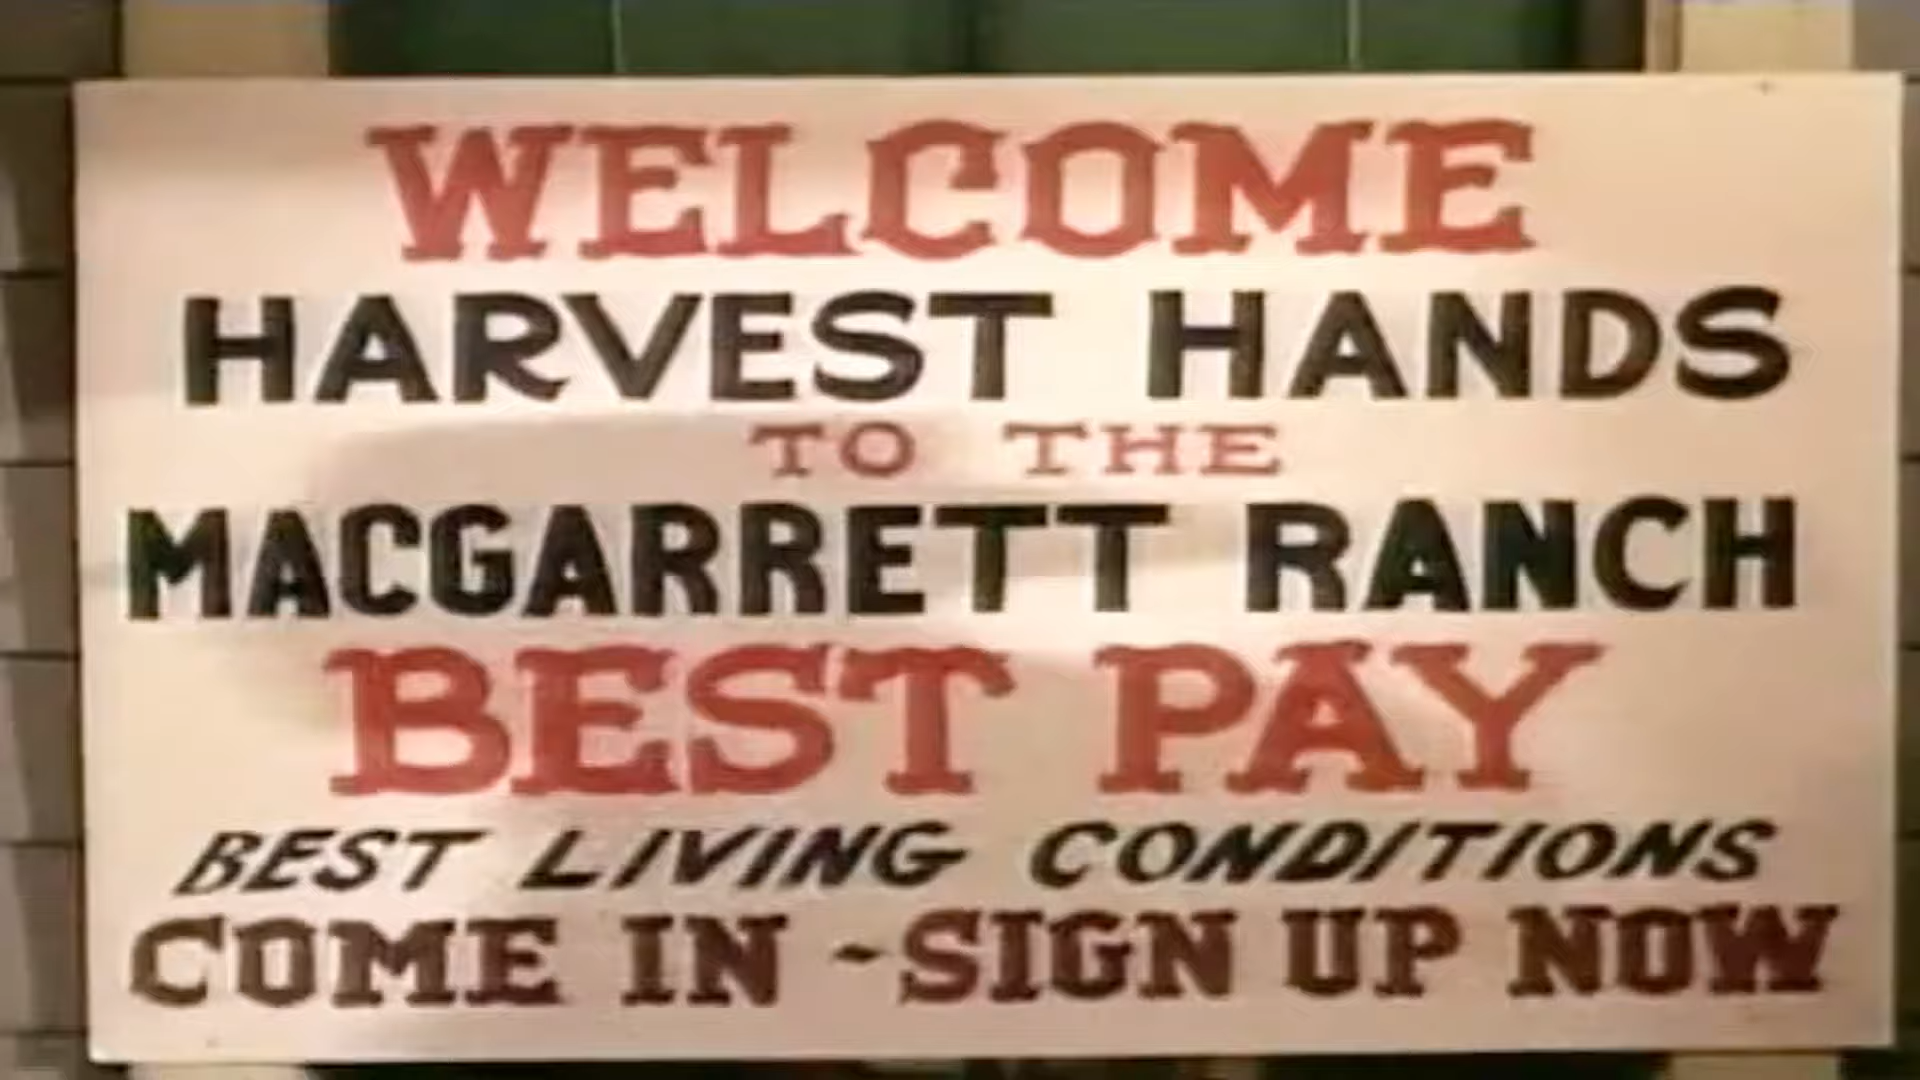 WELCOME
HARVEST HANDS
TO THE
MACGARRETT RANCH
BEST PAY
BEST LIVING CONDITIONS
COME IN - SIGN UP NOW